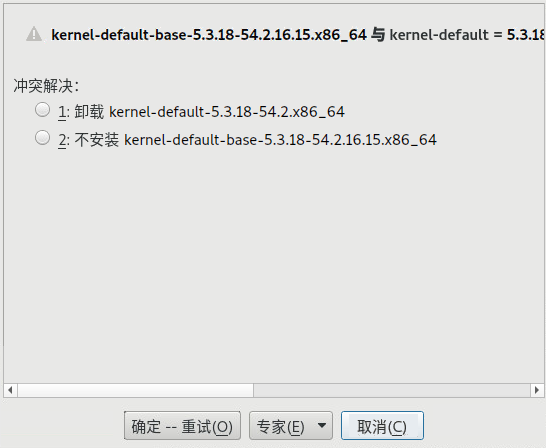 kernel-default-base-5.3.18-54.2.16.15.x86_64 与 kernel-default = 5.3.18
冲突解决：
1: 卸载 kernel-default-5.3.18-54.2.x86_64
2: 不安装 kernel-default-base-5.3.18-54.2.16.15.x86_64
确定 -- 重试(O) 专家(E) 取消(C)